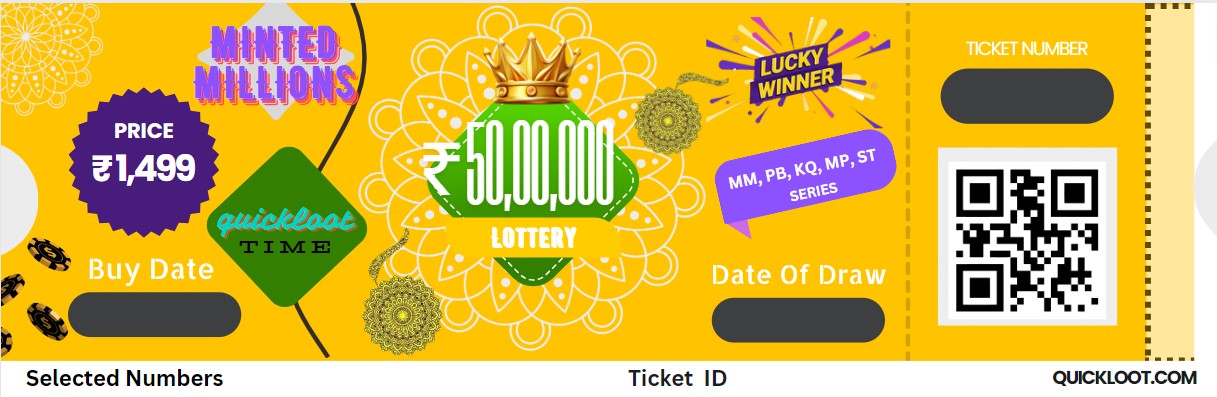 MINTED
MILLIONS
PRICE
₹1,499
quickloot
TIME
Buy Date
₹50,00,000
LOTTERY
LUCKY
WINNER
MM, PB, KQ, MP, ST
SERIES
Date Of Draw
TICKET NUMBER
Selected Numbers
Ticket ID
QUICKLOOT.COM